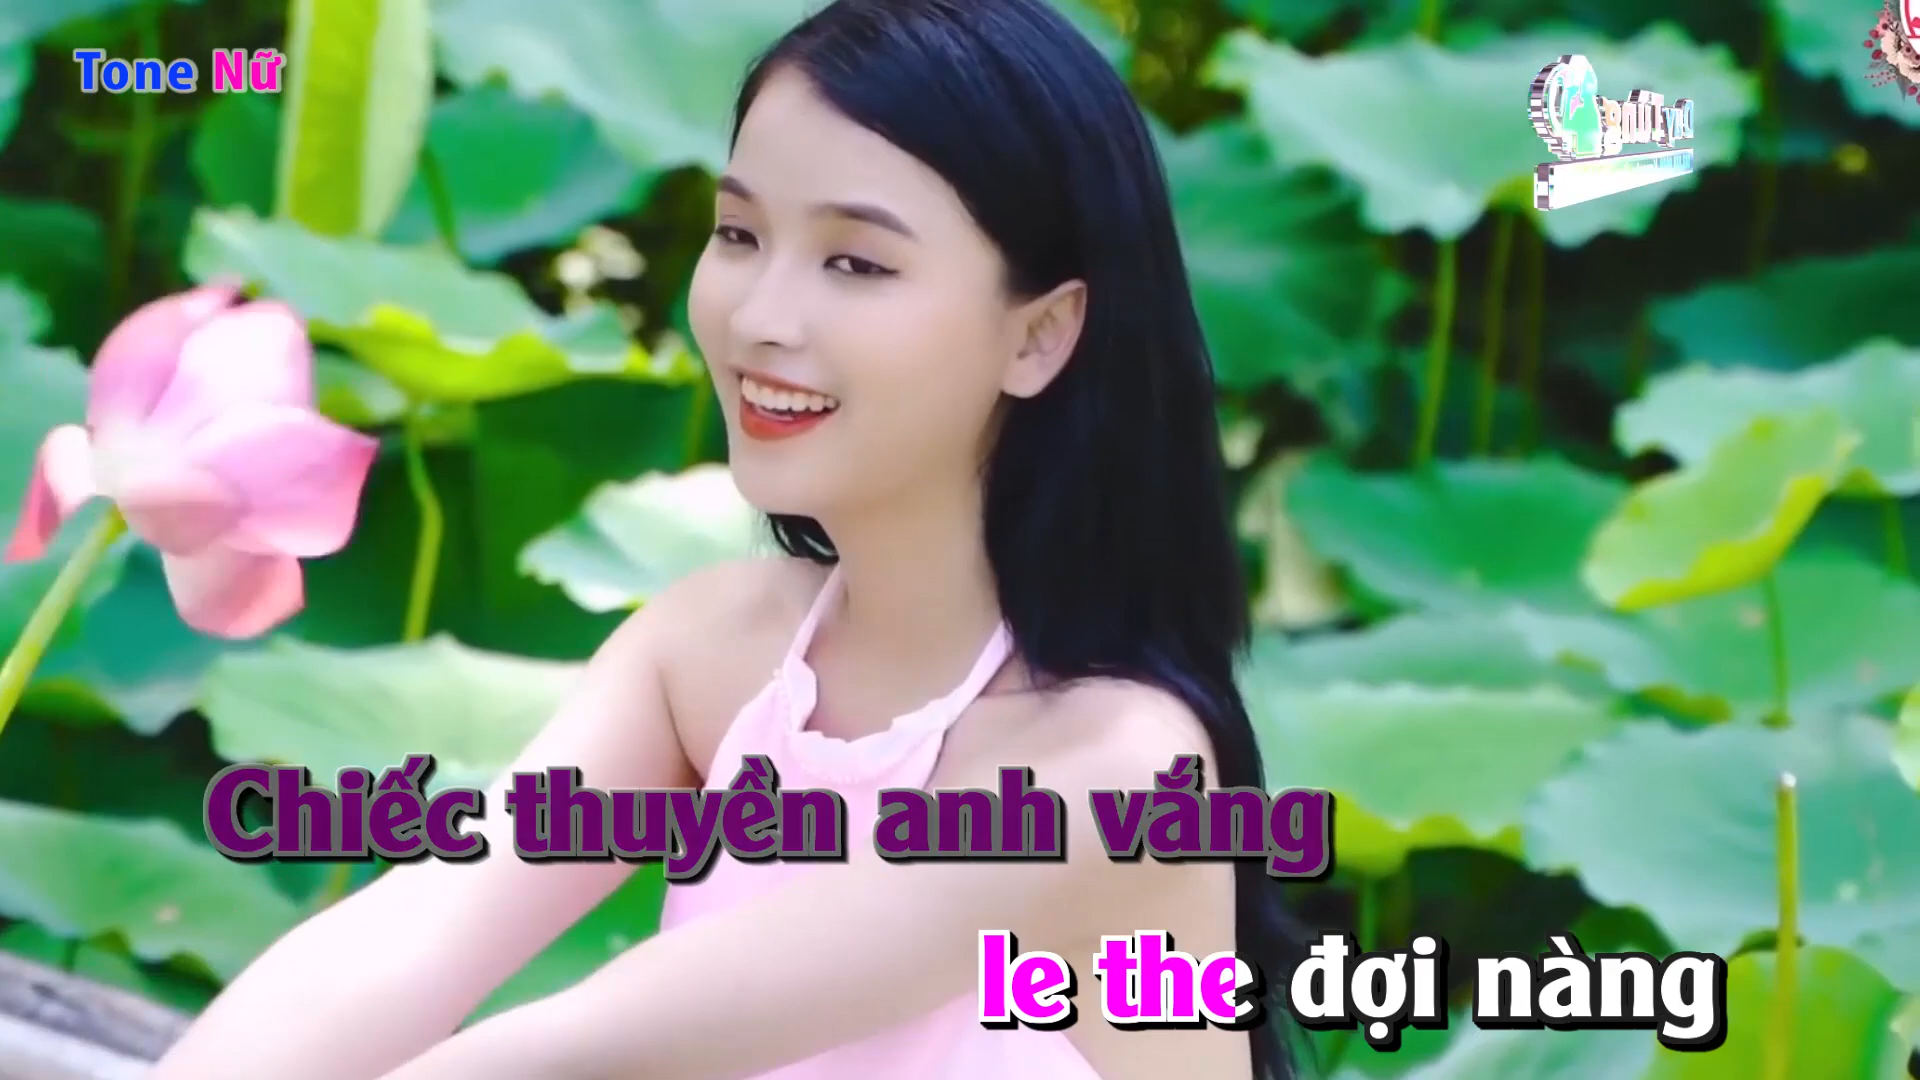 Tone Nữ
Chiếc thuyền anh vắng
le the đợi nàng